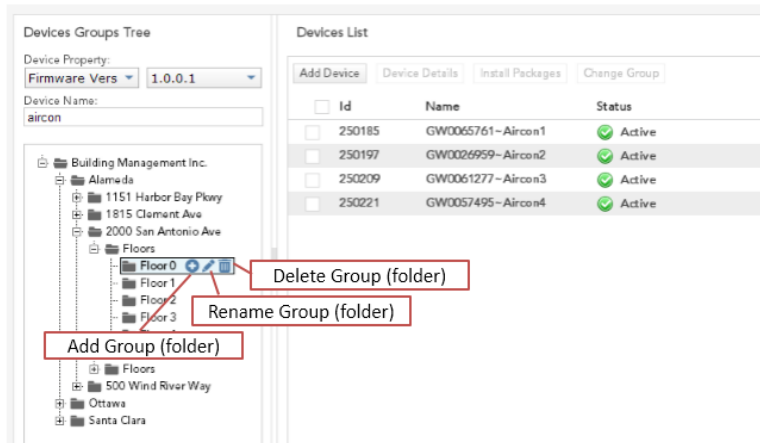 Devices Groups Tree
Device Property:
Firmware Vers 1.0.0.1
Device Name:
aircon
Building Management Inc.
Alameda
1151 Harbor Bay Pkwy
1815 Clement Ave
2000 San Antonio Ave
Floors
Floor 0
Floor 1
Floor 2
Floor 3
Floors
500 Wind River Way
Ottawa
Santa Clara
Delete Group (folder)
Rename Group (folder)
Add Group (folder)
Devices List
Add Device Device Details Install Packages Change Group
Id Name Status
250185 GW0065761~Aircon1 Active
250197 GW0026959~Aircon2 Active
250209 GW0061277~Aircon3 Active
250221 GW0057495~Aircon4 Active